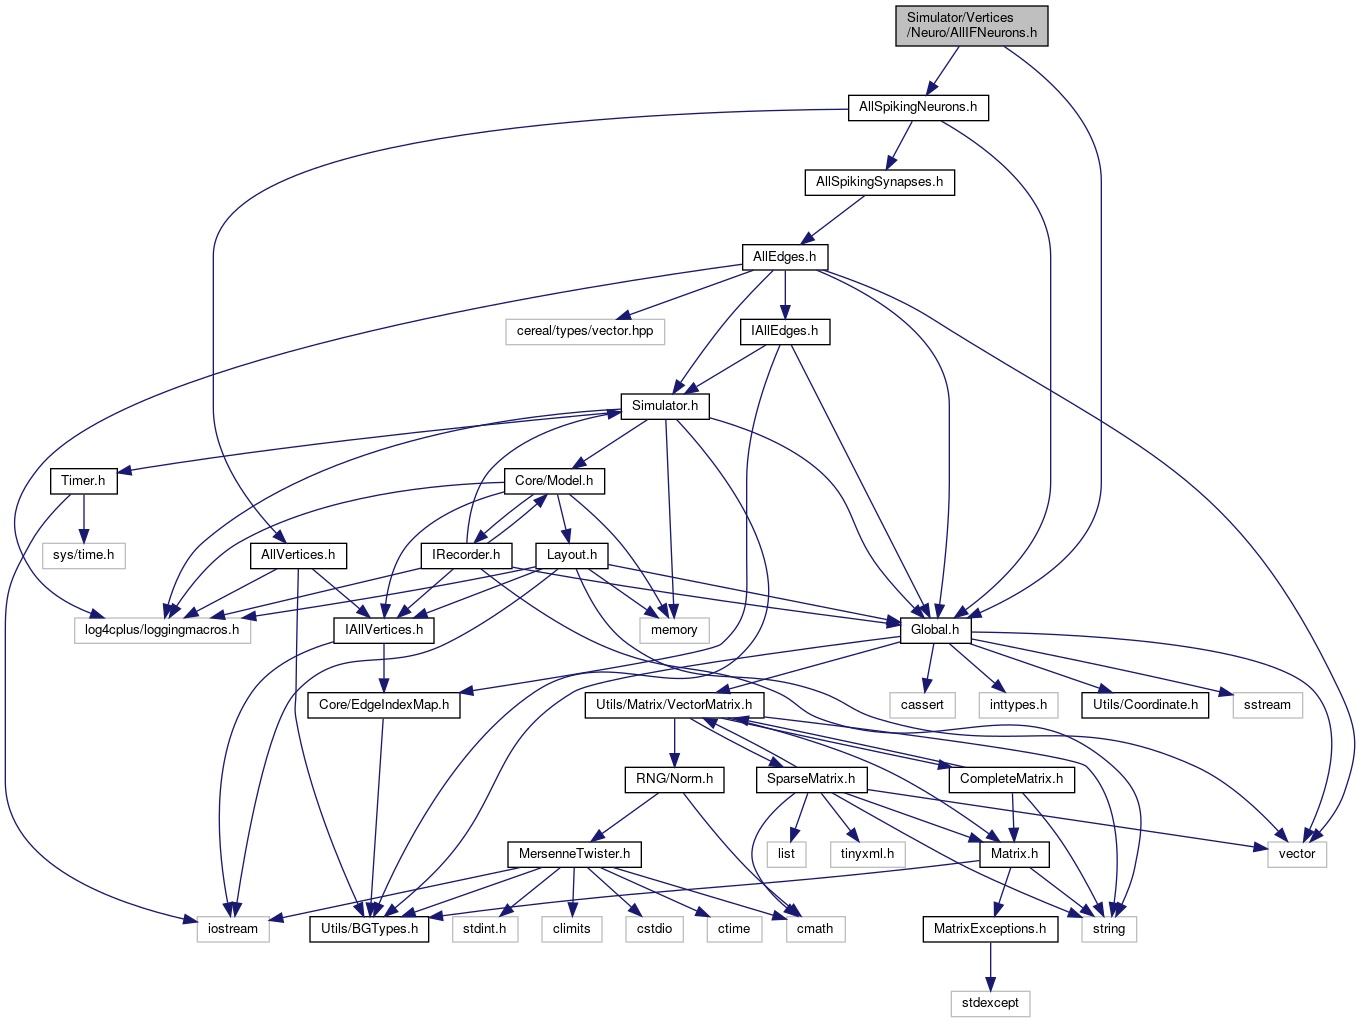 Simulator/Vertices
/Neuro/AllIFNeurons.h
AllSpikingNeurons.h
AllSpikingSynapses.h
AllEdges.h
cereal/types/vector.hpp
IAllEdges.h
Simulator.h
Timer.h
Core/Model.h
sys/time.h
AllVertices.h
IRecorder.h
Layout.h
log4cplus/loggingmacros.h
IAllVertices.h
memory
Global.h
Core/EdgeIndexMap.h
Utils/Matrix/VectorMatrix.h
cassert
inttypes.h
Utils/Coordinate.h
sstream
RNG/Norm.h
SparseMatrix.h
CompleteMatrix.h
MersenneTwister.h
list
tinyxml.h
Matrix.h
vector
iostream
Utils/BGTypes.h
stdint.h
climits
cstdio
ctime
cmath
MatrixExceptions.h
string
stdexcept